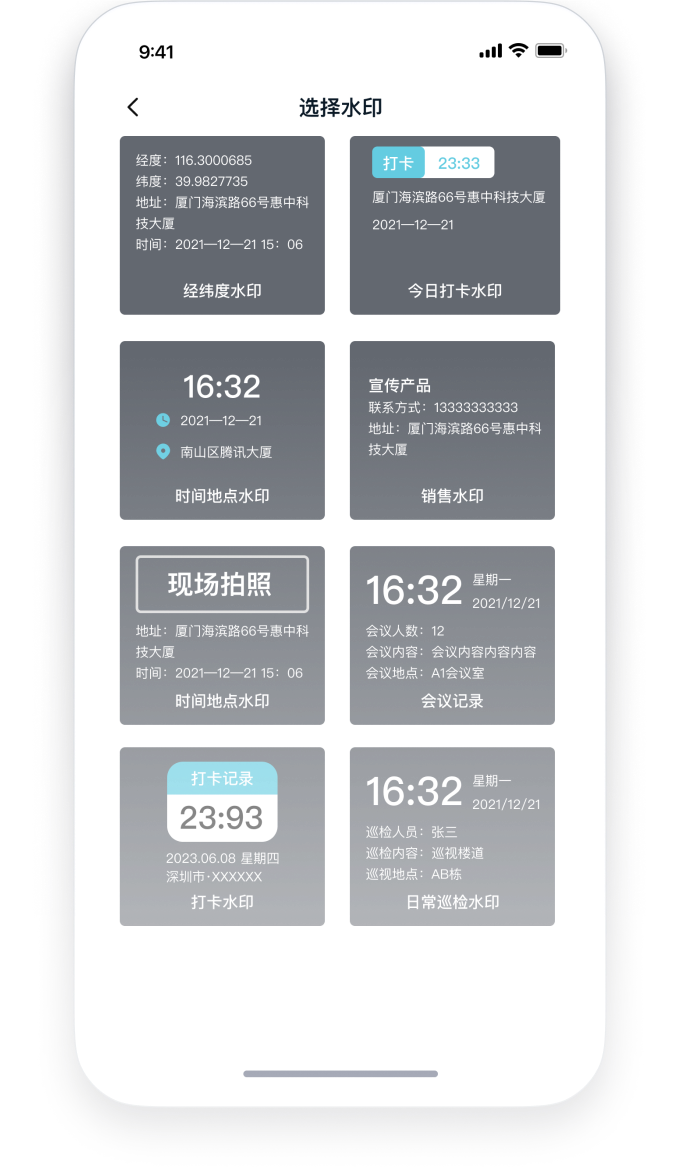 9:41
选择水印
经度：116.3000685
纬度：39.9827735
地址：厦门海滨路66号惠中科
技大厦
时间：2021—12—21 15：06
经纬度水印
打卡 23:33
厦门海滨路66号惠中科技大厦
2021—12—21
今日打卡水印
16:32
2021—12—21
南山区腾讯大厦
时间地点水印
宣传产品
联系方式：13333333333
地址：厦门海滨路66号惠中科
技大厦
销售水印
现场拍照
地址：厦门海滨路66号惠中科
技大厦
时间：2021—12—21 15：06
时间地点水印
16:32
星期一
2021/12/21
会议人数：12
会议内容：会议内容内容内容
会议地点：A1会议室
会议记录
打卡记录
23:93
2023.06.08 星期四
深圳市·XXXXXX
打卡水印
16:32
星期一
2021/12/21
巡检人员：张三
巡检内容：巡视楼道
巡视地点：AB栋
日常巡检水印